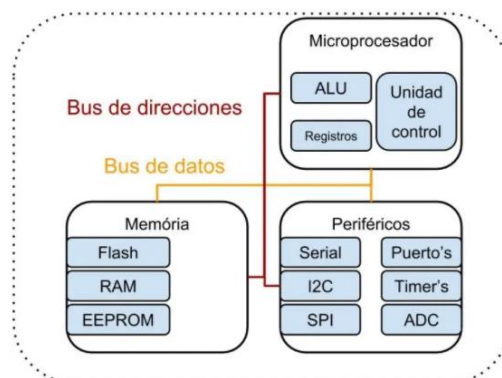 Microprocesador
ALU
Unidad
de
control
Registros
Bus de direcciones
Bus de datos
Memória
Flash
RAM
EEPROM
Periféricos
Serial
Puerto's
I2C
Timer's
SPI
ADC